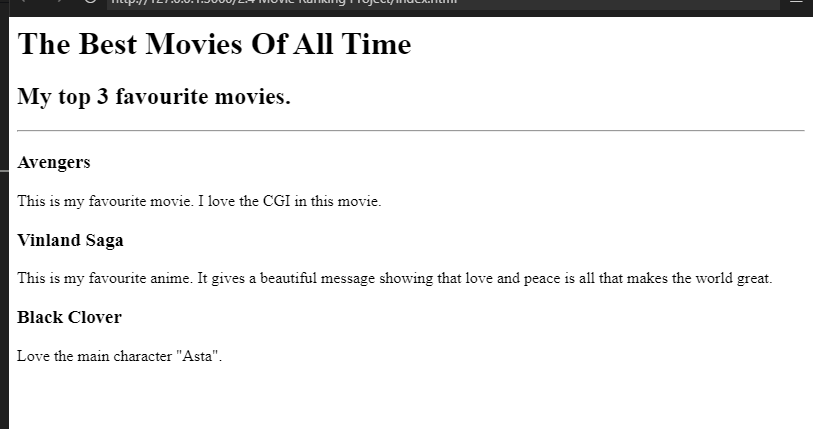 http://127.0.0.1:3000/2.4 Movie Ranking Project/index.html
The Best Movies Of All Time
My top 3 favourite movies.
Avengers
This is my favourite movie. I love the CGI in this movie.
Vinland Saga
This is my favourite anime. It gives a beautiful message showing that love and peace is all that makes the world great.
Black Clover
Love the main character "Asta".